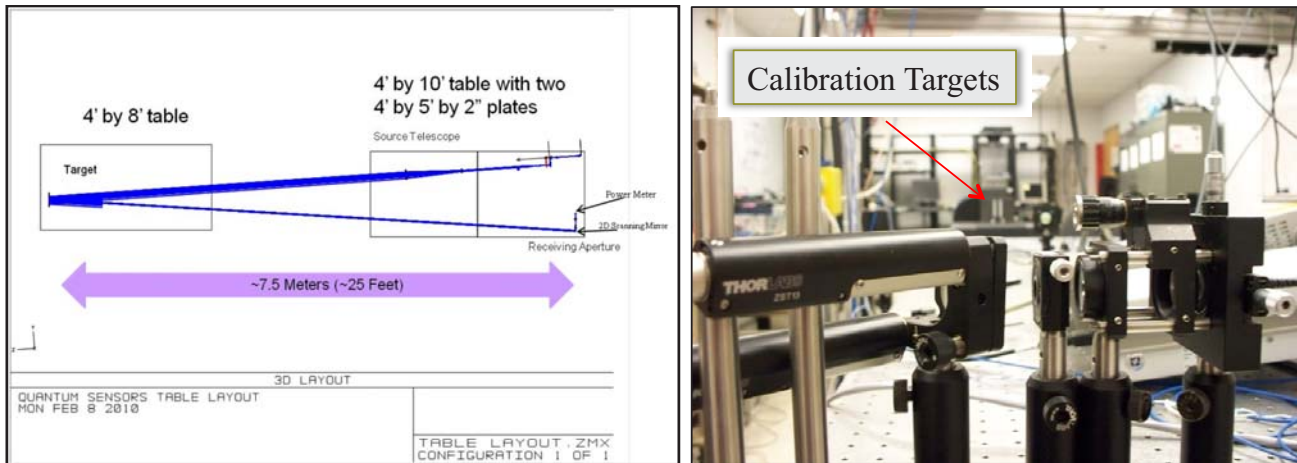 4' by 10' table with two
4' by 5' by 2" plates
4' by 8' table
Source Telescope
Target
Power Meter
2D Scanning Mirror
Receiving Aperture
~7.5 Meters (~25 Feet)
3D LAYOUT
QUANTUM SENSORS TABLE LAYOUT
MON FEB 8 2010
TABLE LAYOUT.ZMX
CONFIGURATION 1 OF 1
Calibration Targets
THORLABS